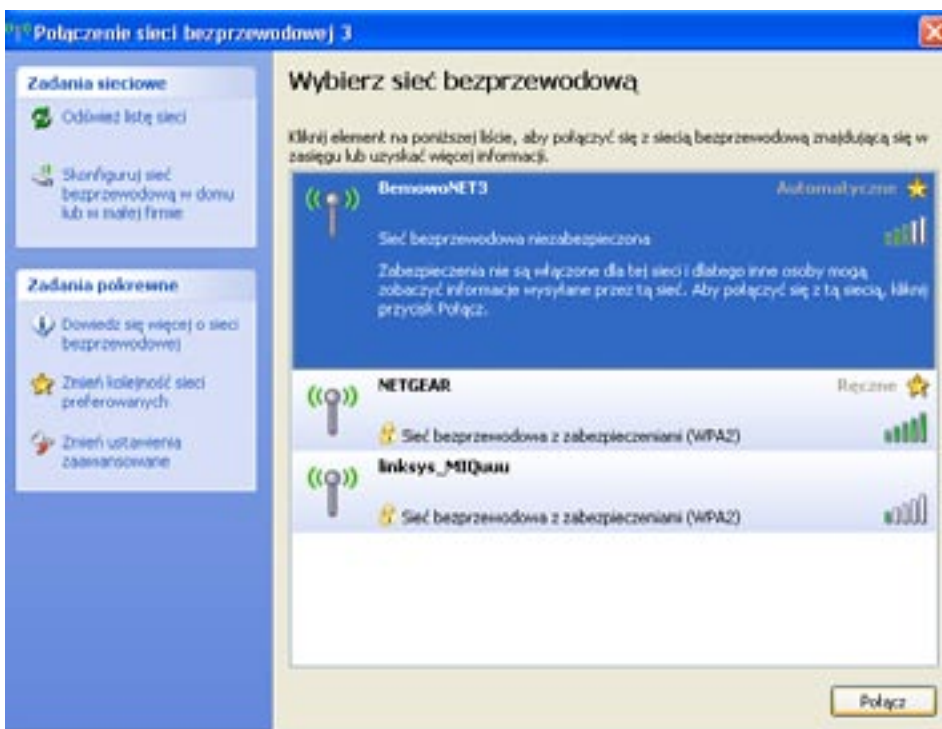 Połączenie sieci bezprzewodowej 3
Zadania sieciowe
Odśwież listę sieci
Skonfiguruj sieć
bezprzewodową w domu
lub w małej firmie
Zadania pokrewne
Dowiedz się więcej o sieci
bezprzewodowej
Zmień kolejność sieci
preferowanych
Zmień ustawienia
zaawansowane
Wybierz sieć bezprzewodową
Kliknij element na poniższej liście, aby połączyć się z siecią bezprzewodową znajdującą się w
zasięgu lub uzyskać więcej informacji.
BemowoNET3
Automatyczne
Sieć bezprzewodowa niezabezpieczona
Zabezpieczenia nie są włączone dla tej sieci i dlatego inne osoby mogą
zobaczyć informacje wysyłane przez tą sieć. Aby połączyć się z tą siecią, kliknij
przycisk Połącz.
NETGEAR
Ręczne
Sieć bezprzewodowa z zabezpieczeniami (WPA2)
linksys_MIQuuu
Sieć bezprzewodowa z zabezpieczeniami (WPA2)
Połącz